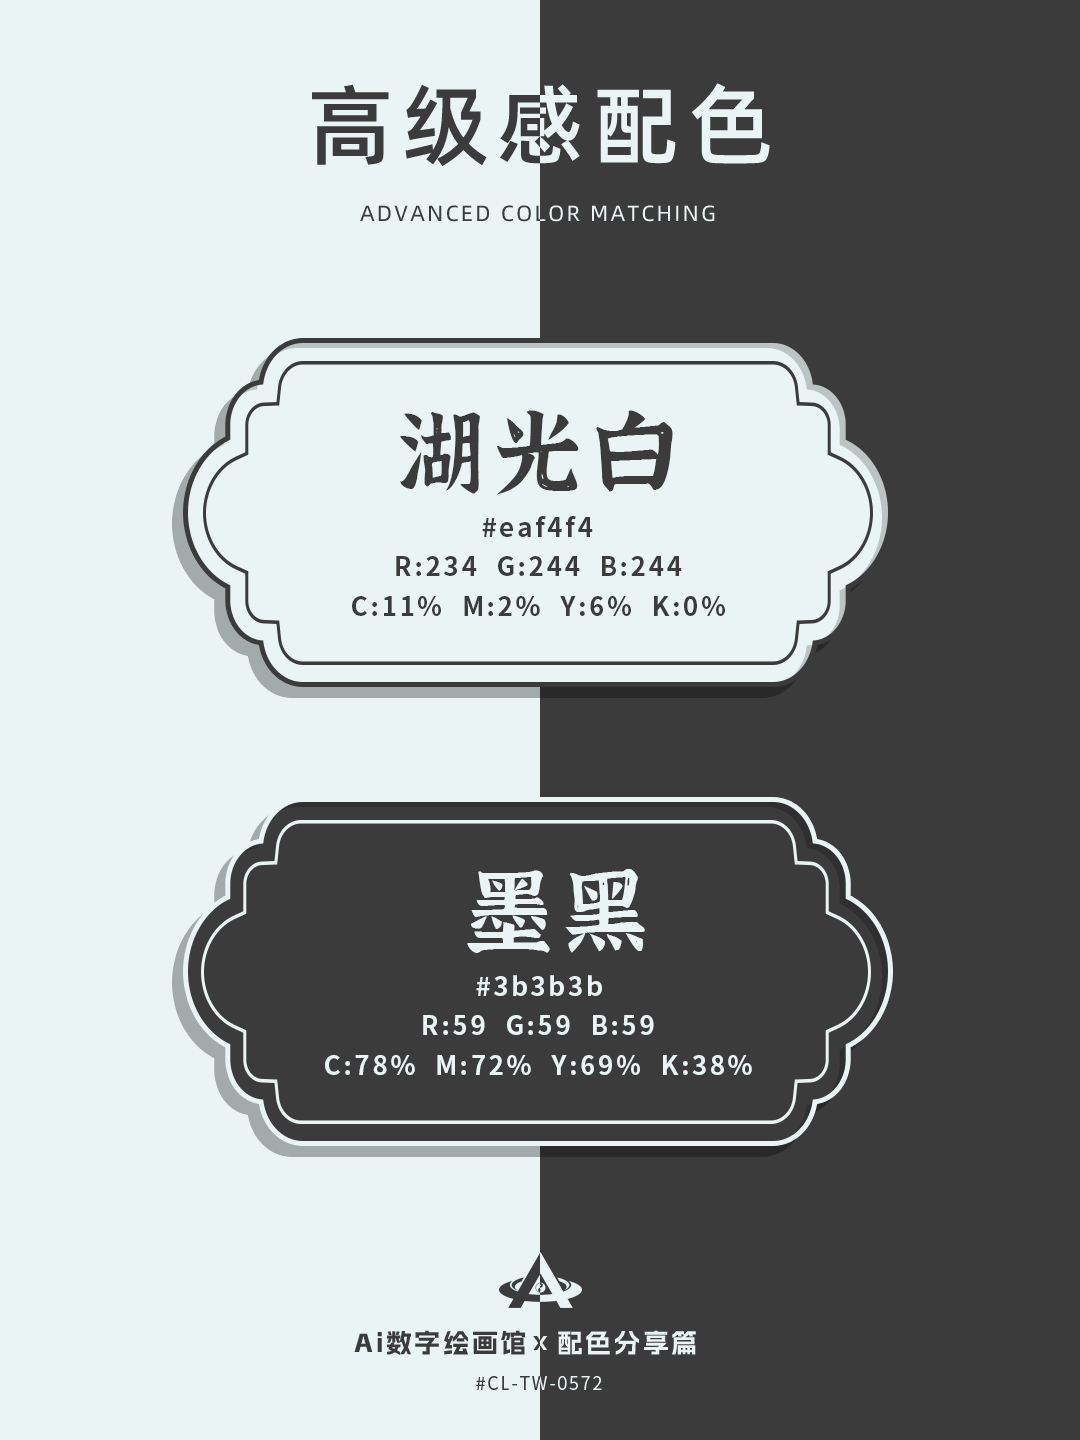 高级感配色
ADVANCED COLOR MATCHING
湖光白
#eaf4f4
R:234 G:244 B:244
C:11% M:2% Y:6% K:0%
墨黑
#3b3b3b
R:59 G:59 B:59
C:78% M:72% Y:69% K:38%
Ai数字绘画馆 x 配色分享篇
#CL-TW-0572